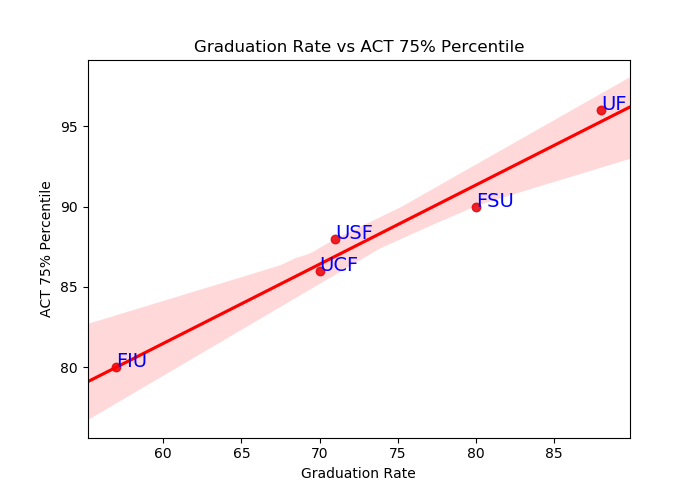 Graduation Rate vs ACT 75% Percentile
UF
95
FSU
90
USF
UCF
85
FIU
80
ACT 75% Percentile
60 65 70 75 80 85
Graduation Rate